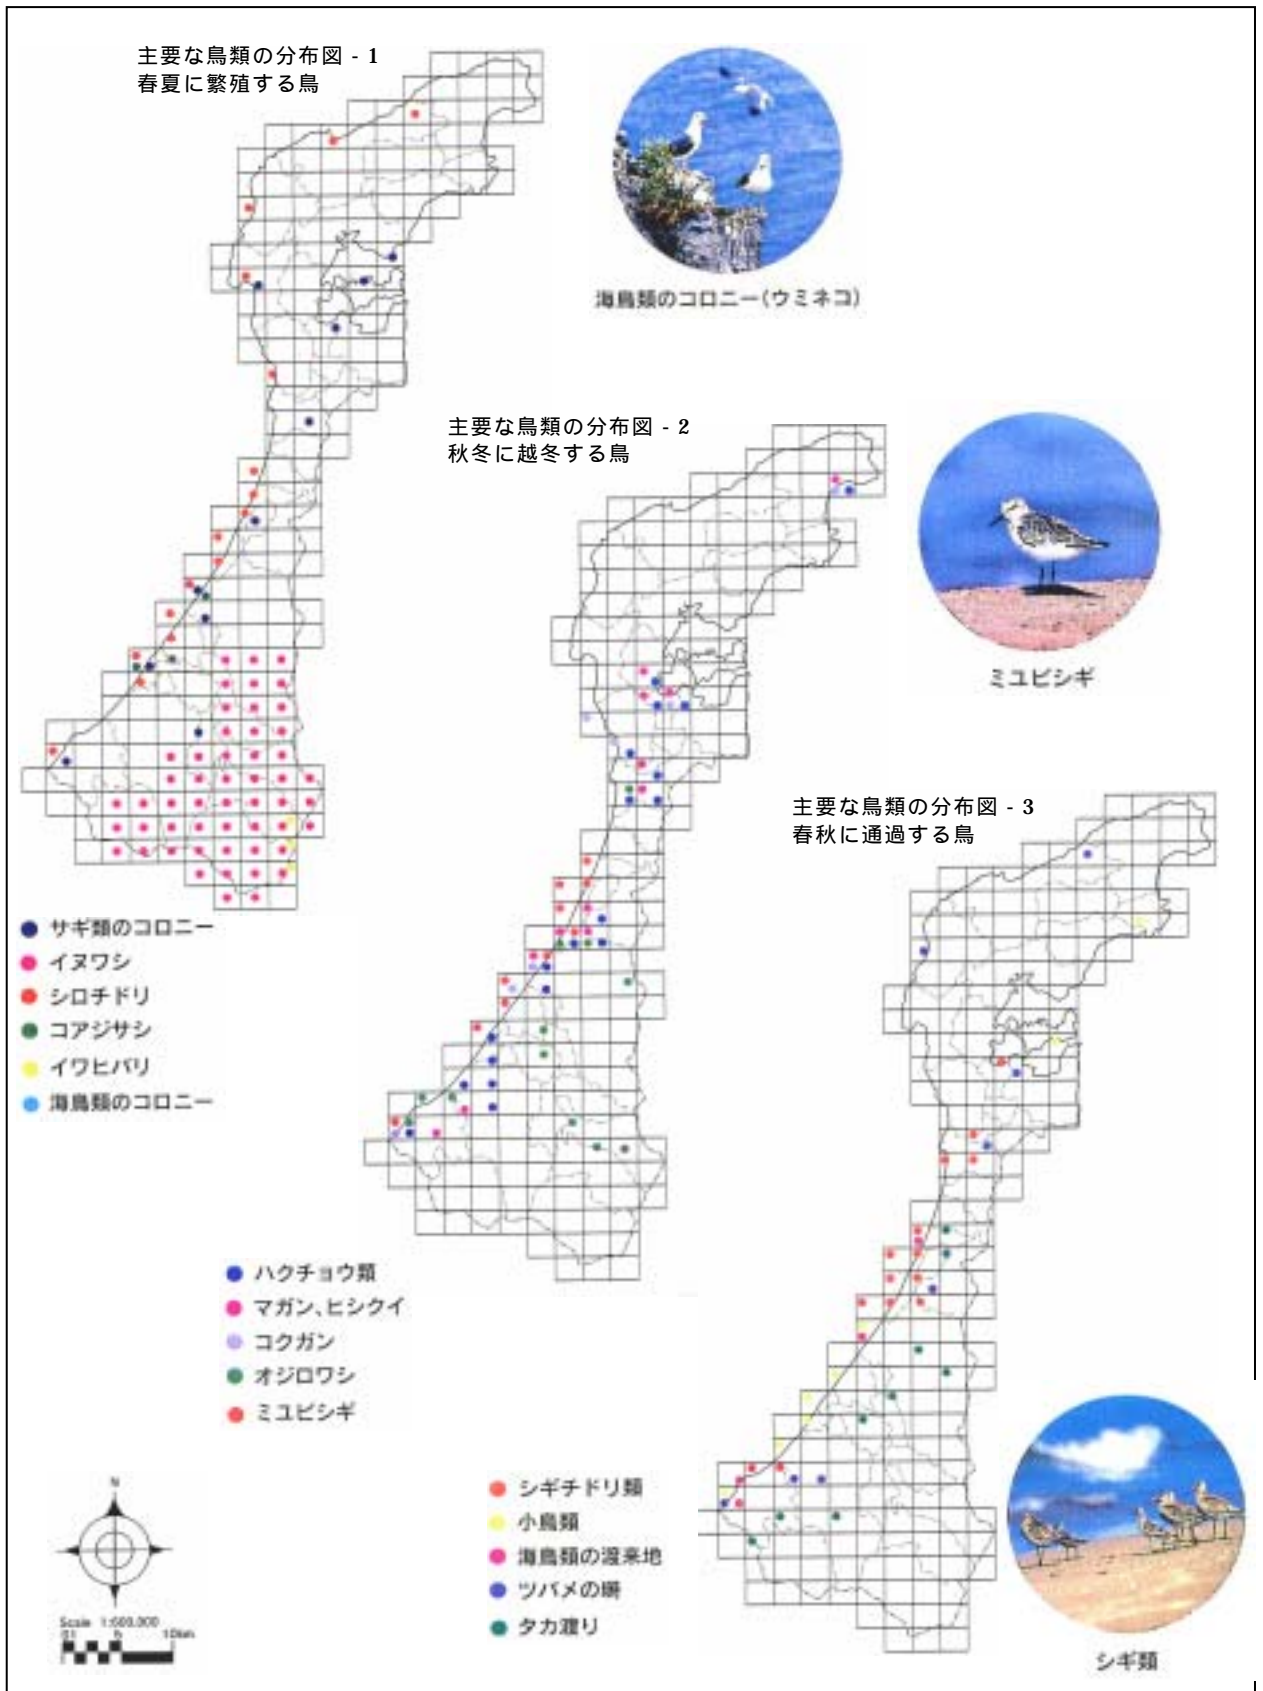 主要な鳥類の分布図 - 1
春夏に繁殖する鳥
海鳥類のコロニー(ウミネコ)
主要な鳥類の分布図 - 2
秋冬に越冬する鳥
ミユビシギ
主要な鳥類の分布図 - 3
春秋に通過する鳥
サギ類のコロニー
イヌワシ
シロチドリ
コアジサシ
イワヒバリ
海鳥類のコロニー
ハクチョウ類
マガン、ヒシクイ
コクガン
オジロワシ
ミユビシギ
シギチドリ類
小鳥類
海鳥類の渡来地
ツバメの塒
タカ渡り
N
Scale 1:600,000
0 1 5 10km
シギ類